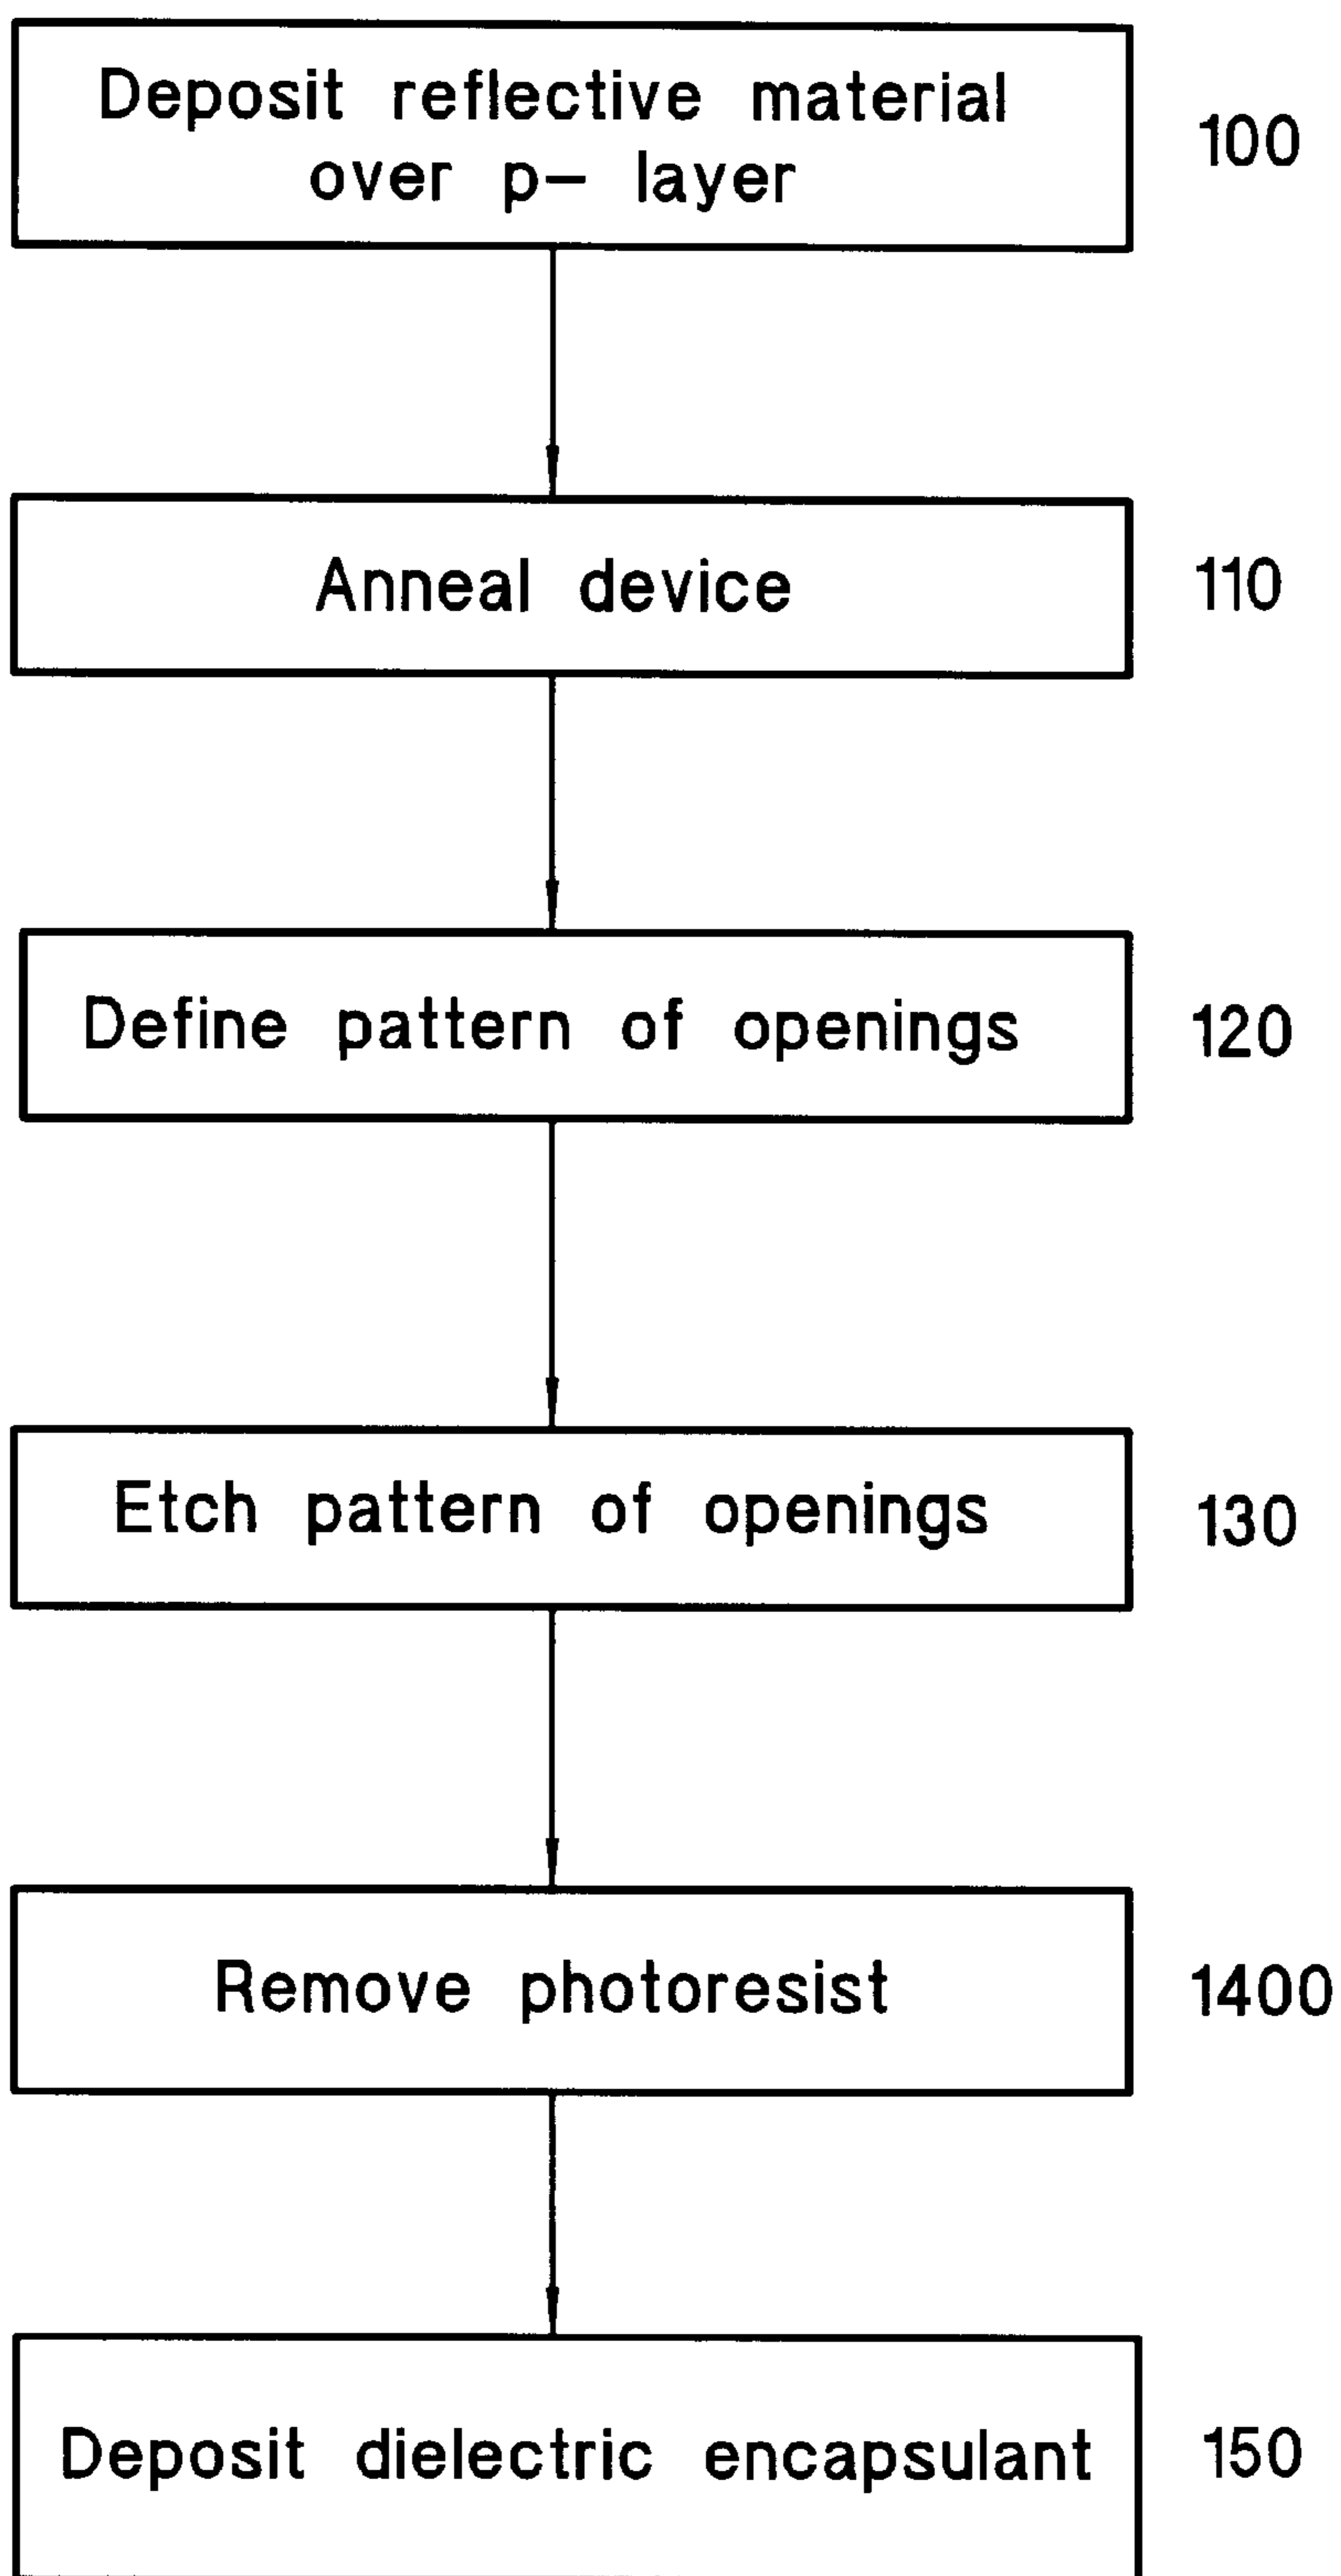 Deposit reflective material
over p- layer
100
Anneal device
110
Define pattern of openings
120
Etch pattern of openings
130
Remove photoresist
1400
Deposit dielectric encapsulant
150